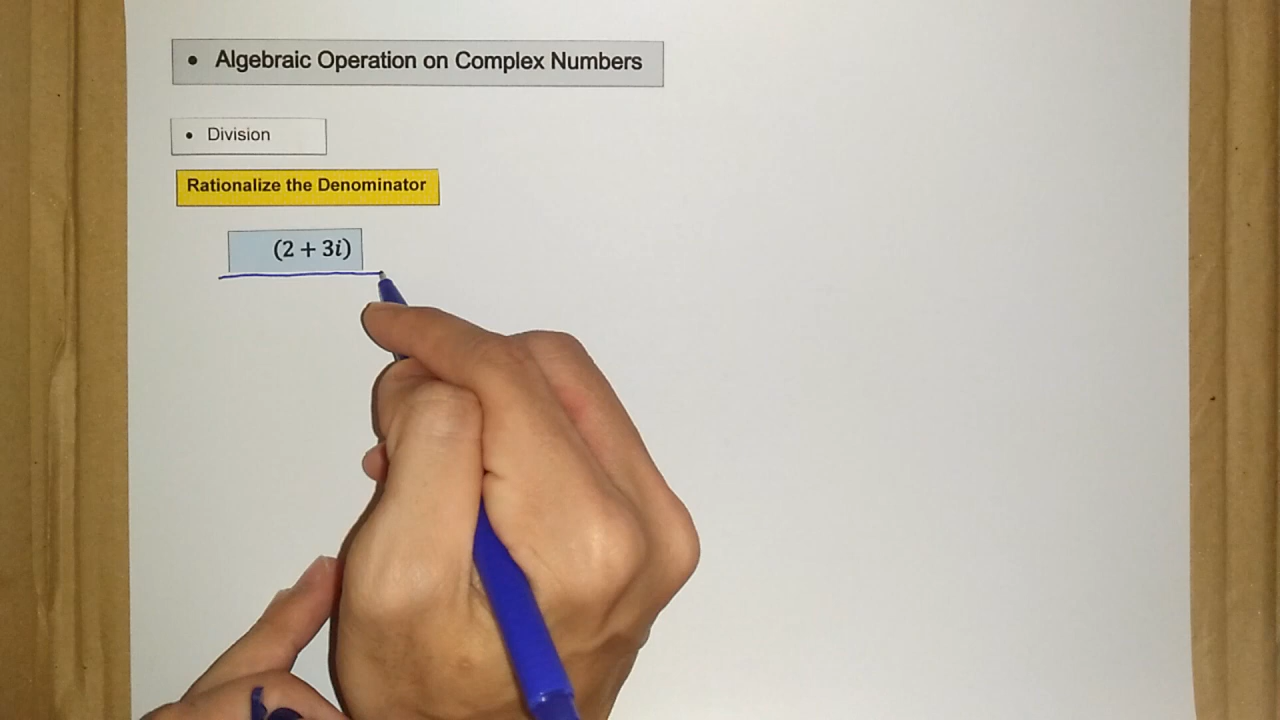 • Algebraic Operation on Complex Numbers
• Division
Rationalize the Denominator
(2 + 3i)